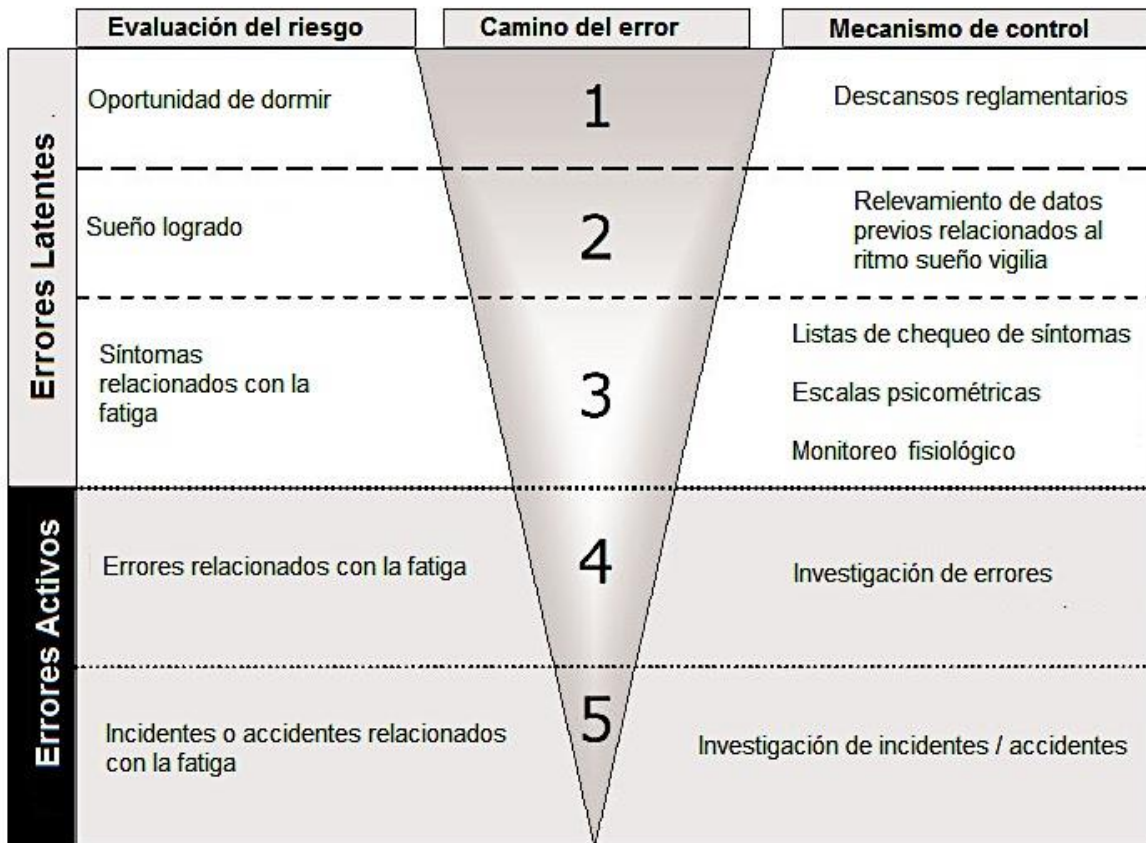 Evaluación del riesgo
Camino del error
Mecanismo de control
Errores Latentes
Oportunidad de dormir
1
Descansos reglamentarios
Sueño logrado
2
Relevamiento de datos
previos relacionados al
ritmo sueño vigilia
Síntomas
relacionados con la
fatiga
3
Listas de chequeo de síntomas
Escalas psicométricas
Monitoreo fisiológico
Errores Activos
Errores relacionados con la fatiga
4
Investigación de errores
Incidentes o accidentes relacionados
con la fatiga
5
Investigación de incidentes / accidentes